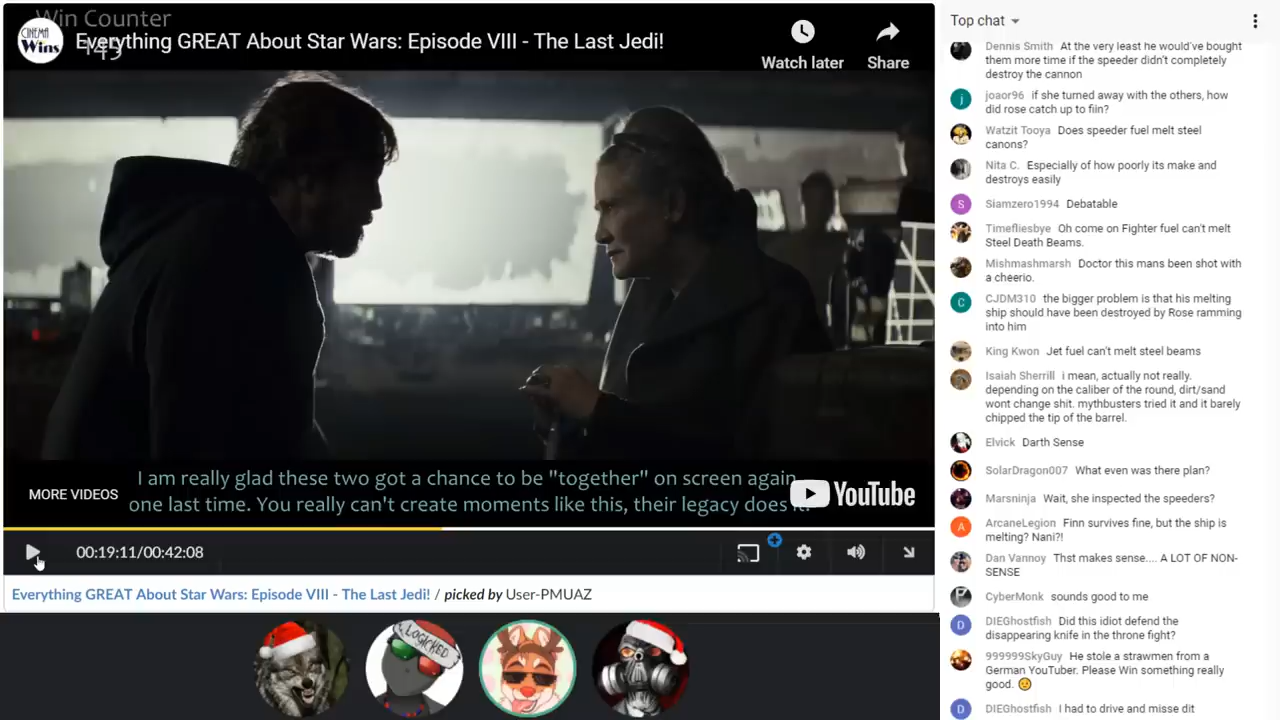 Win Counter
145
CINEMA
Wins
Everything GREAT About Star Wars: Episode VIII - The Last Jedi!
Watch later
Share
I am really glad these two got a chance to be "together" on screen again
one last time. You really can't create moments like this, their legacy does it.
MORE VIDEOS
YouTube
00:19:11/00:42:08
Everything GREAT About Star Wars: Episode VIII - The Last Jedi! / picked by User-PMUAZ
LOGICKED
Top chat
Dennis Smith At the very least he would've bought
them more time if the speeder didn't completely
destroy the cannon
j
joaor96 if she turned away with the others, how
did rose catch up to fiin?
Watzit Tooya Does speeder fuel melt steel
canons?
Nita C. Especially of how poorly its make and
destroys easily
S
Siamzero1994 Debatable
Timefliesbye Oh come on Fighter fuel can't melt
Steel Death Beams.
Mishmashmarsh Doctor this mans been shot with
a cheerio.
C
CJDM310 the bigger problem is that his melting
ship should have been destroyed by Rose ramming
into him
King Kwon Jet fuel can't melt steel beams
Isaiah Sherrill i mean, actually not really.
depending on the caliber of the round, dirt/sand
wont change shit. mythbusters tried it and it barely
chipped the tip of the barrel.
Elvick Darth Sense
SolarDragon007 What even was there plan?
Marsninja Wait, she inspected the speeders?
A
ArcaneLegion Finn survives fine, but the ship is
melting? Nani?!
Dan Vannoy Thst makes sense.... A LOT OF NON-
SENSE
CyberMonk sounds good to me
D
DIEGhostfish Did this idiot defend the
disappearing knife in the throne fight?
999999SkyGuy He stole a strawmen from a
German YouTuber. Please Win something really
good. 😉
D
DIEGhostfish I had to drive and misse dit